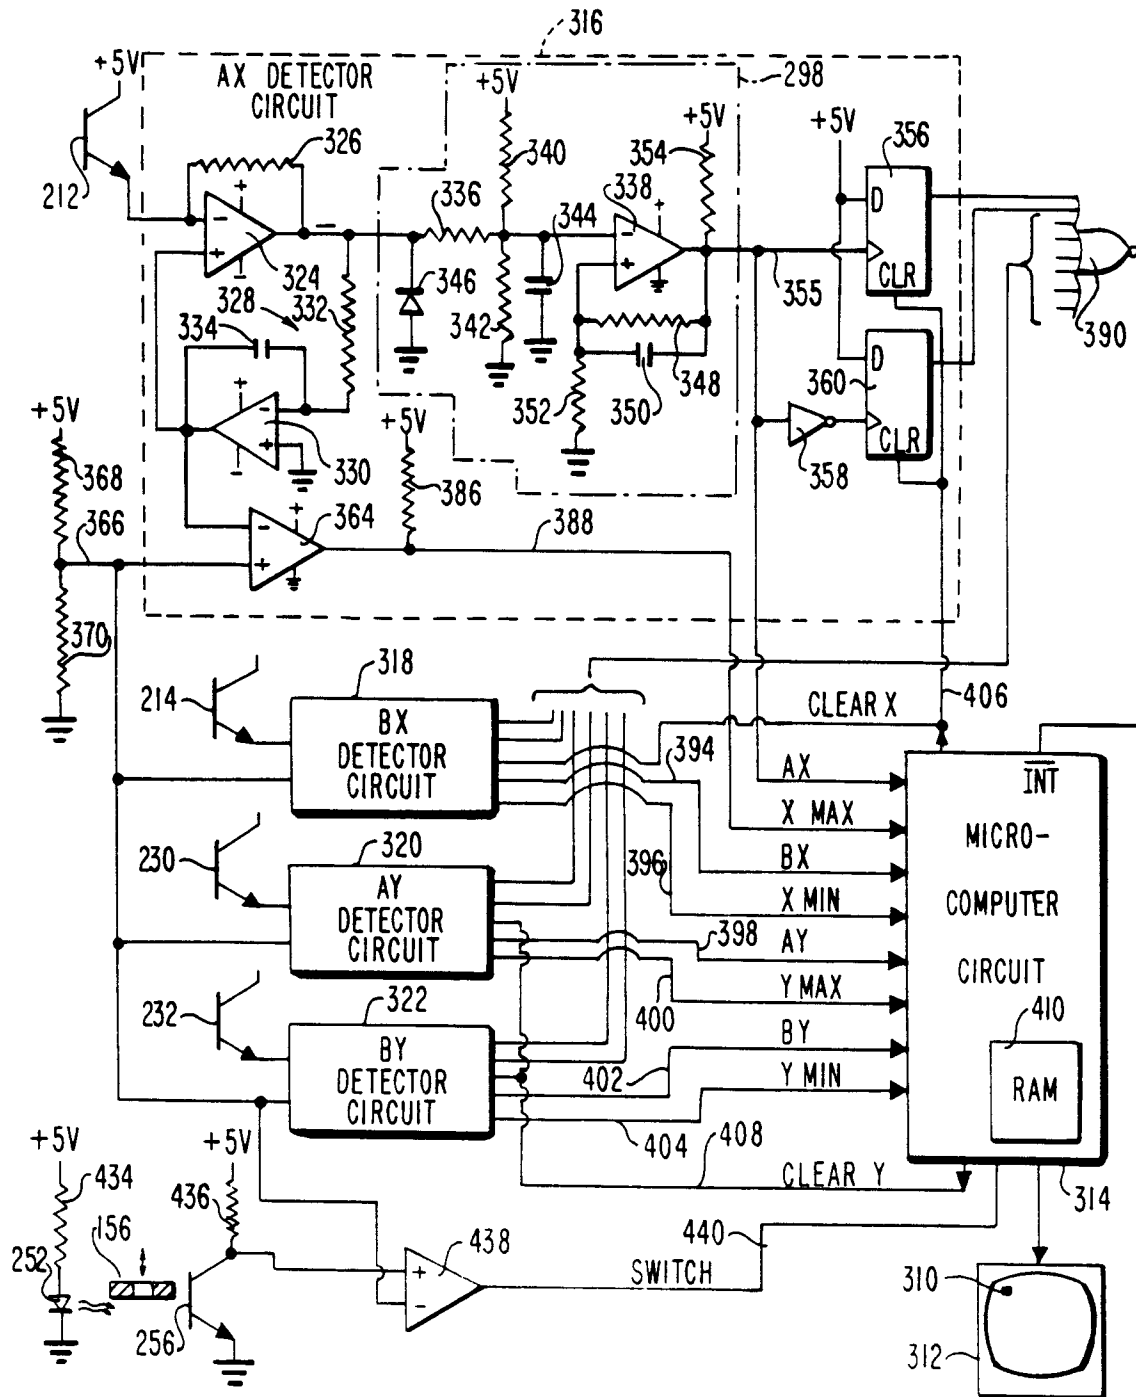 316
+5V
AX DETECTOR
CIRCUIT
+5V
298
+5V
+5V
326
340
354
356
212
336
338
344
D
324
346
355
CLR
328
332
342
390
334
348
D
360
352
350
+5V
+5V
CLR
330
358
368
386
366
364
388
370
318
214
BX
DETECTOR
CIRCUIT
CLEAR X
406
394
INT
AX
230
320
X MAX
MICRO-
AY
DETECTOR
CIRCUIT
396
BX
COMPUTER
X MIN
398
AY
CIRCUIT
232
322
400
Y MAX
410
BY
DETECTOR
CIRCUIT
402
BY
RAM
Y MIN
404
408
+5V
+5V
CLEAR Y
314
434
436
440
156
438
252
SWITCH
310
256
312